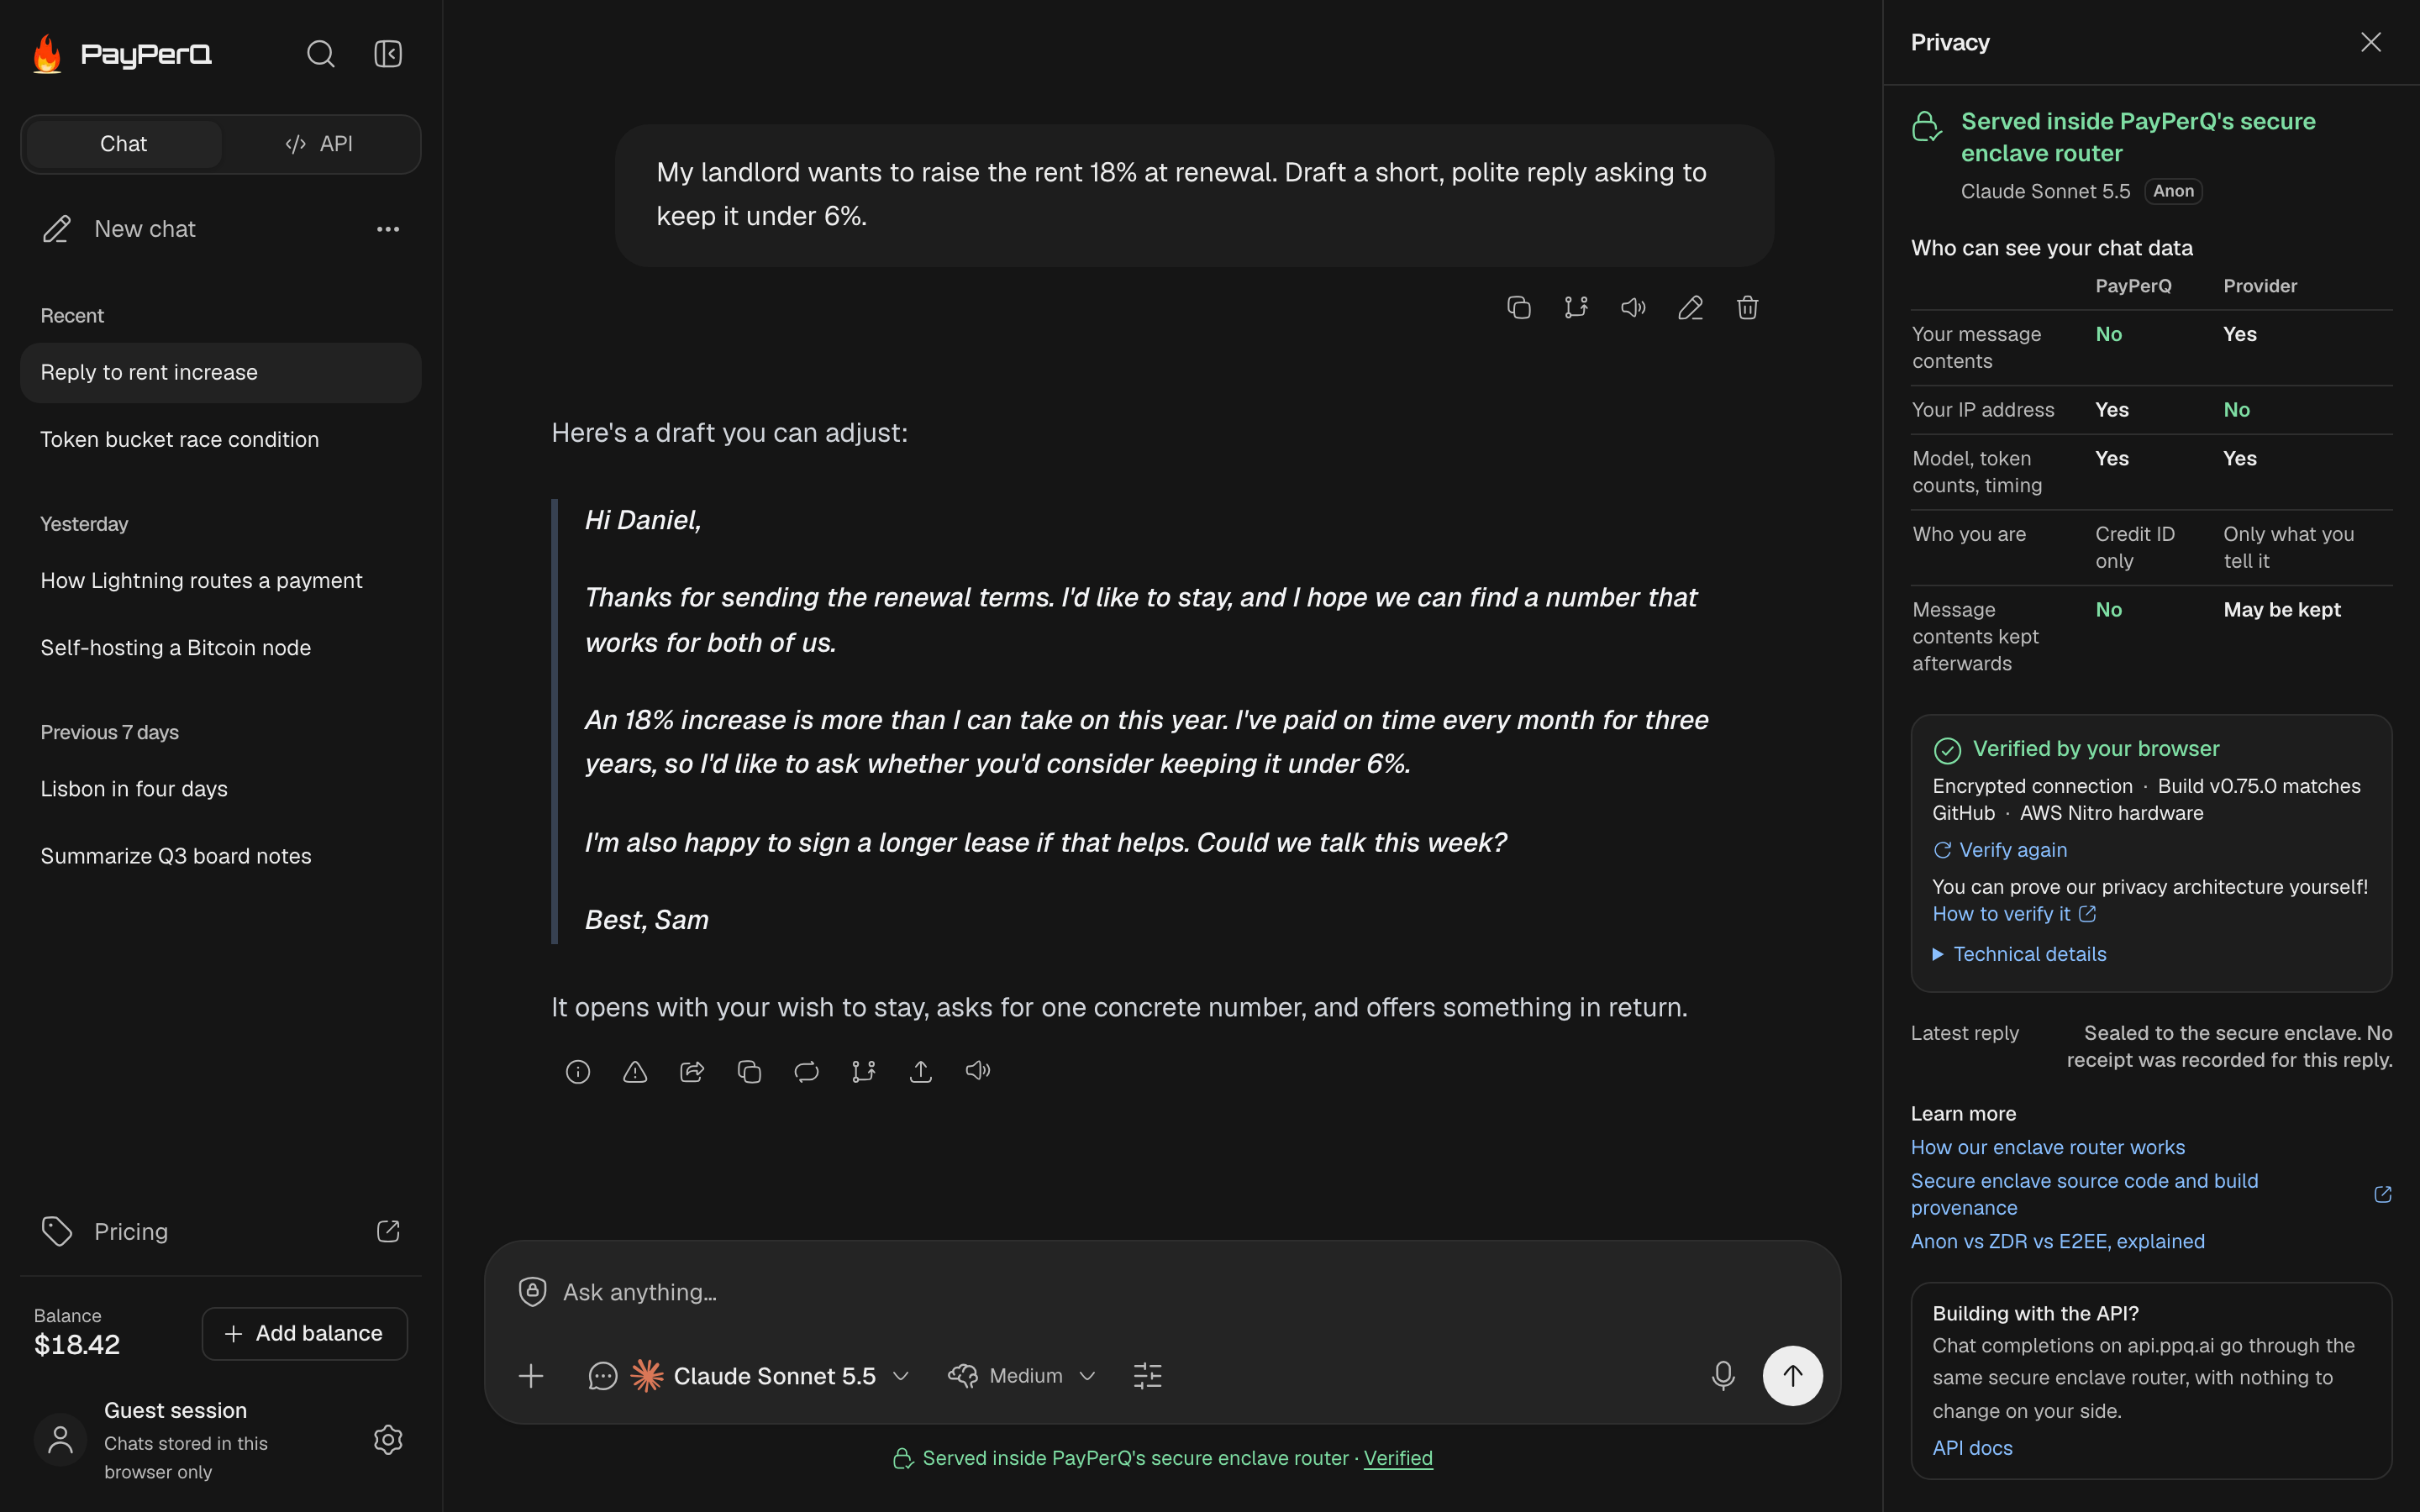 PayPerQ
Chat
API
New chat
Recent
Reply to rent increase
Token bucket race condition
Yesterday
How Lightning routes a payment
Self-hosting a Bitcoin node
Previous 7 days
Lisbon in four days
Summarize Q3 board notes
Pricing
Balance
$18.42
Add balance
Guest session
Chats stored in this
browser only
My landlord wants to raise the rent 18% at renewal. Draft a short, polite reply asking to
keep it under 6%.
Here's a draft you can adjust:
Hi Daniel,
Thanks for sending the renewal terms. I'd like to stay, and I hope we can find a number that
works for both of us.
An 18% increase is more than I can take on this year. I've paid on time every month for three
years, so I'd like to ask whether you'd consider keeping it under 6%.
I'm also happy to sign a longer lease if that helps. Could we talk this week?
Best, Sam
It opens with your wish to stay, asks for one concrete number, and offers something in return.
Ask anything...
Claude Sonnet 5.5
Medium
Served inside PayPerQ's secure enclave router · Verified
Privacy
Served inside PayPerQ's secure
enclave router
Claude Sonnet 5.5 Anon
Who can see your chat data
PayPerQ Provider
Your message No Yes
contents
Your IP address Yes No
Model, token Yes Yes
counts, timing
Who you are Credit ID Only what you
only tell it
Message No May be kept
contents kept
afterwards
Verified by your browser
Encrypted connection · Build v0.75.0 matches
GitHub · AWS Nitro hardware
Verify again
You can prove our privacy architecture yourself!
How to verify it
Technical details
Latest reply Sealed to the secure enclave. No
receipt was recorded for this reply.
Learn more
How our enclave router works
Secure enclave source code and build
provenance
Anon vs ZDR vs E2EE, explained
Building with the API?
Chat completions on api.ppq.ai go through the
same secure enclave router, with nothing to
change on your side.
API docs